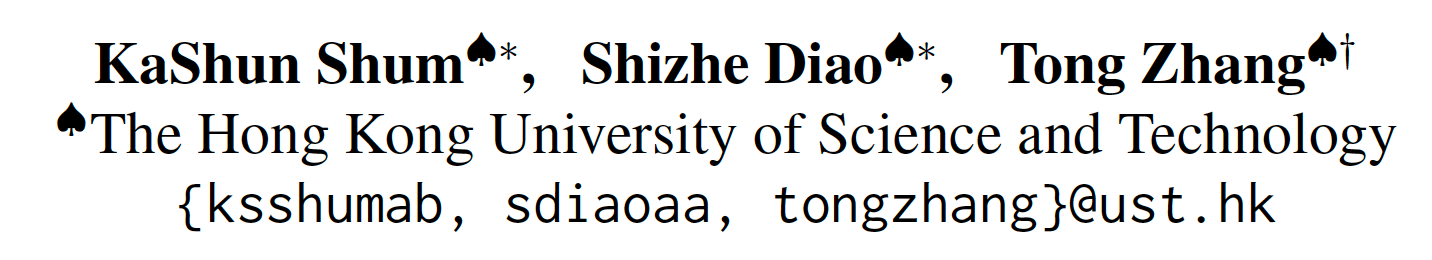 KaShun Shum♠*, Shizhe Diao♠*, Tong Zhang♠†
♠The Hong Kong University of Science and Technology
{ksshumab, sdiaoaa, tongzhang}@ust.hk